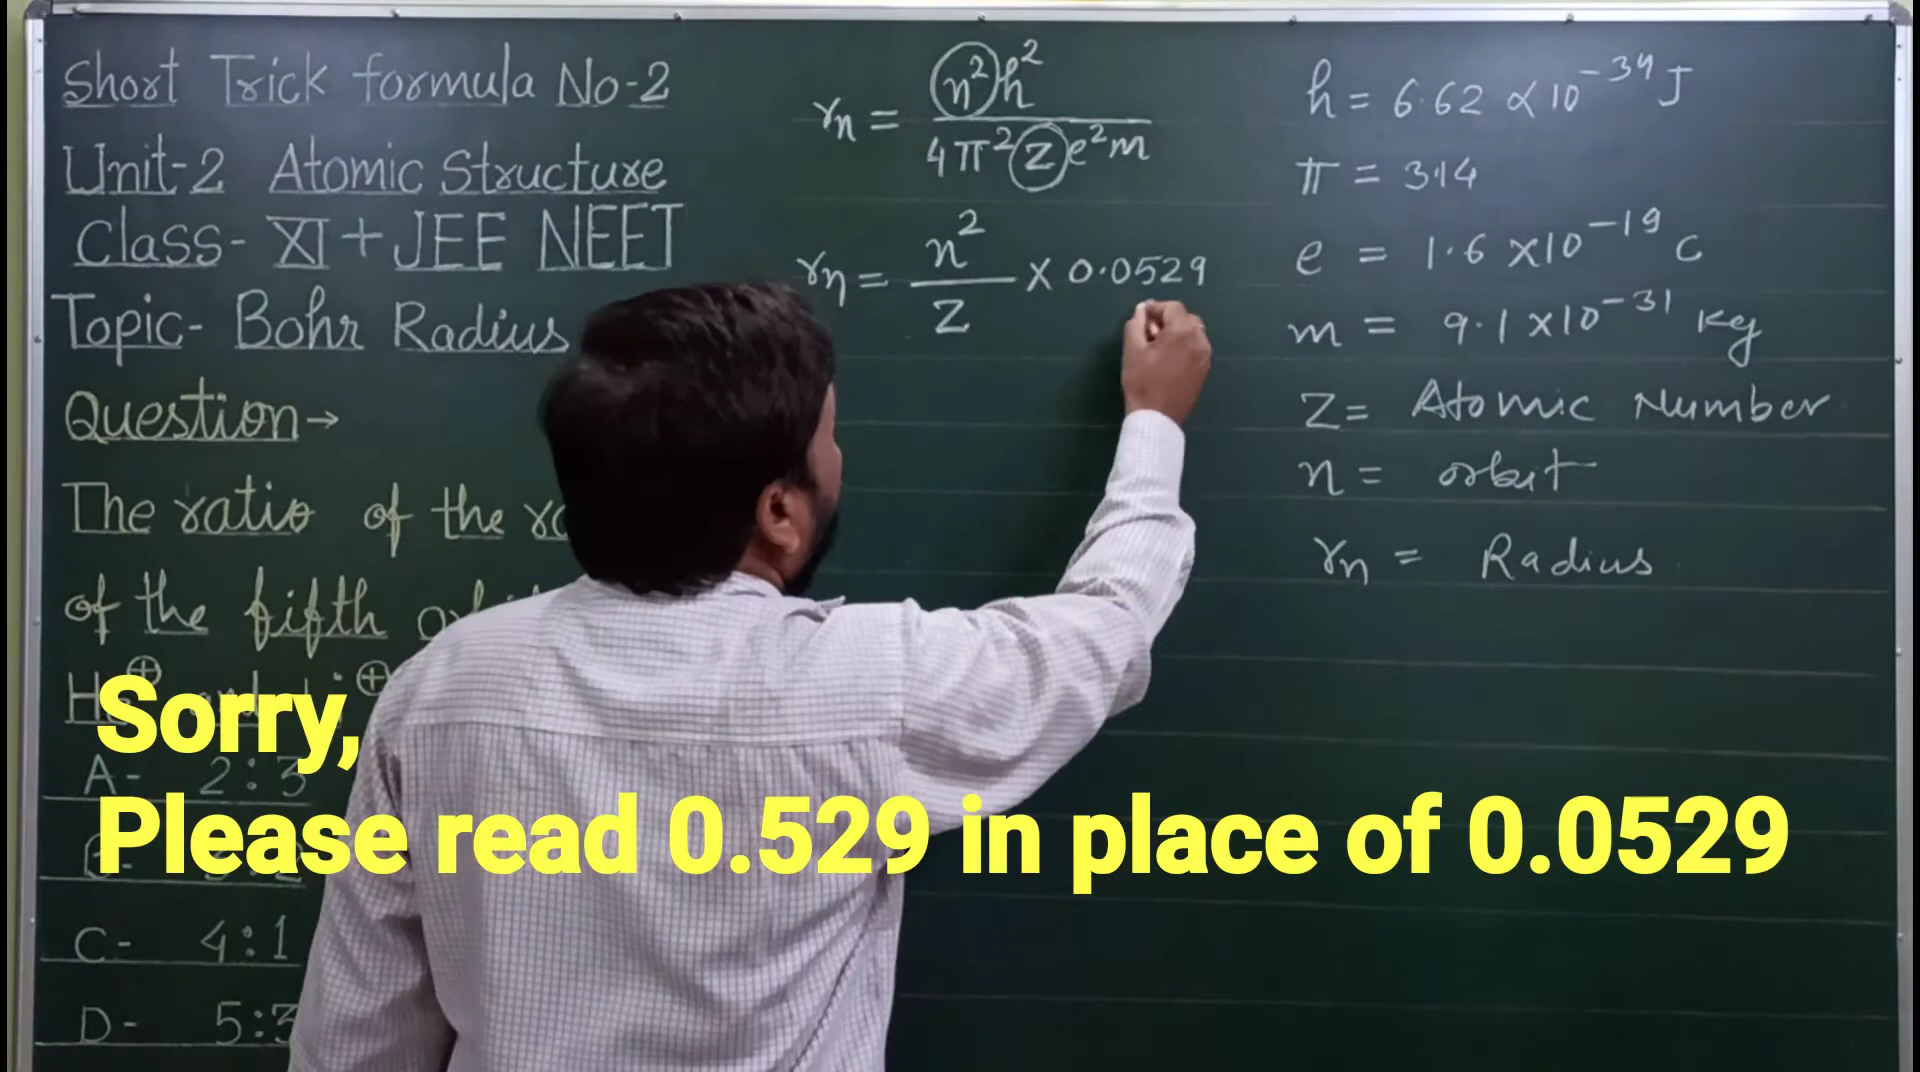 Short Trick formula No-2
Unit-2 Atomic Structure
Class- XI + JEE NEET
Topic- Bohr Radius
Question→
The ratio of the
of the fifth
A- 2:3
C- 4:1
D- 5:3
rₙ = n²h² / 4π²Ze²m
rₙ = n² / Z × 0.0529
h = 6.62 × 10⁻³⁴ J
π = 3.14
e = 1.6 × 10⁻¹⁹ C
m = 9.1 × 10⁻³¹ Kg
Z = Atomic Number
n = orbit
rₙ = Radius
Sorry,
Please read 0.529 in place of 0.0529